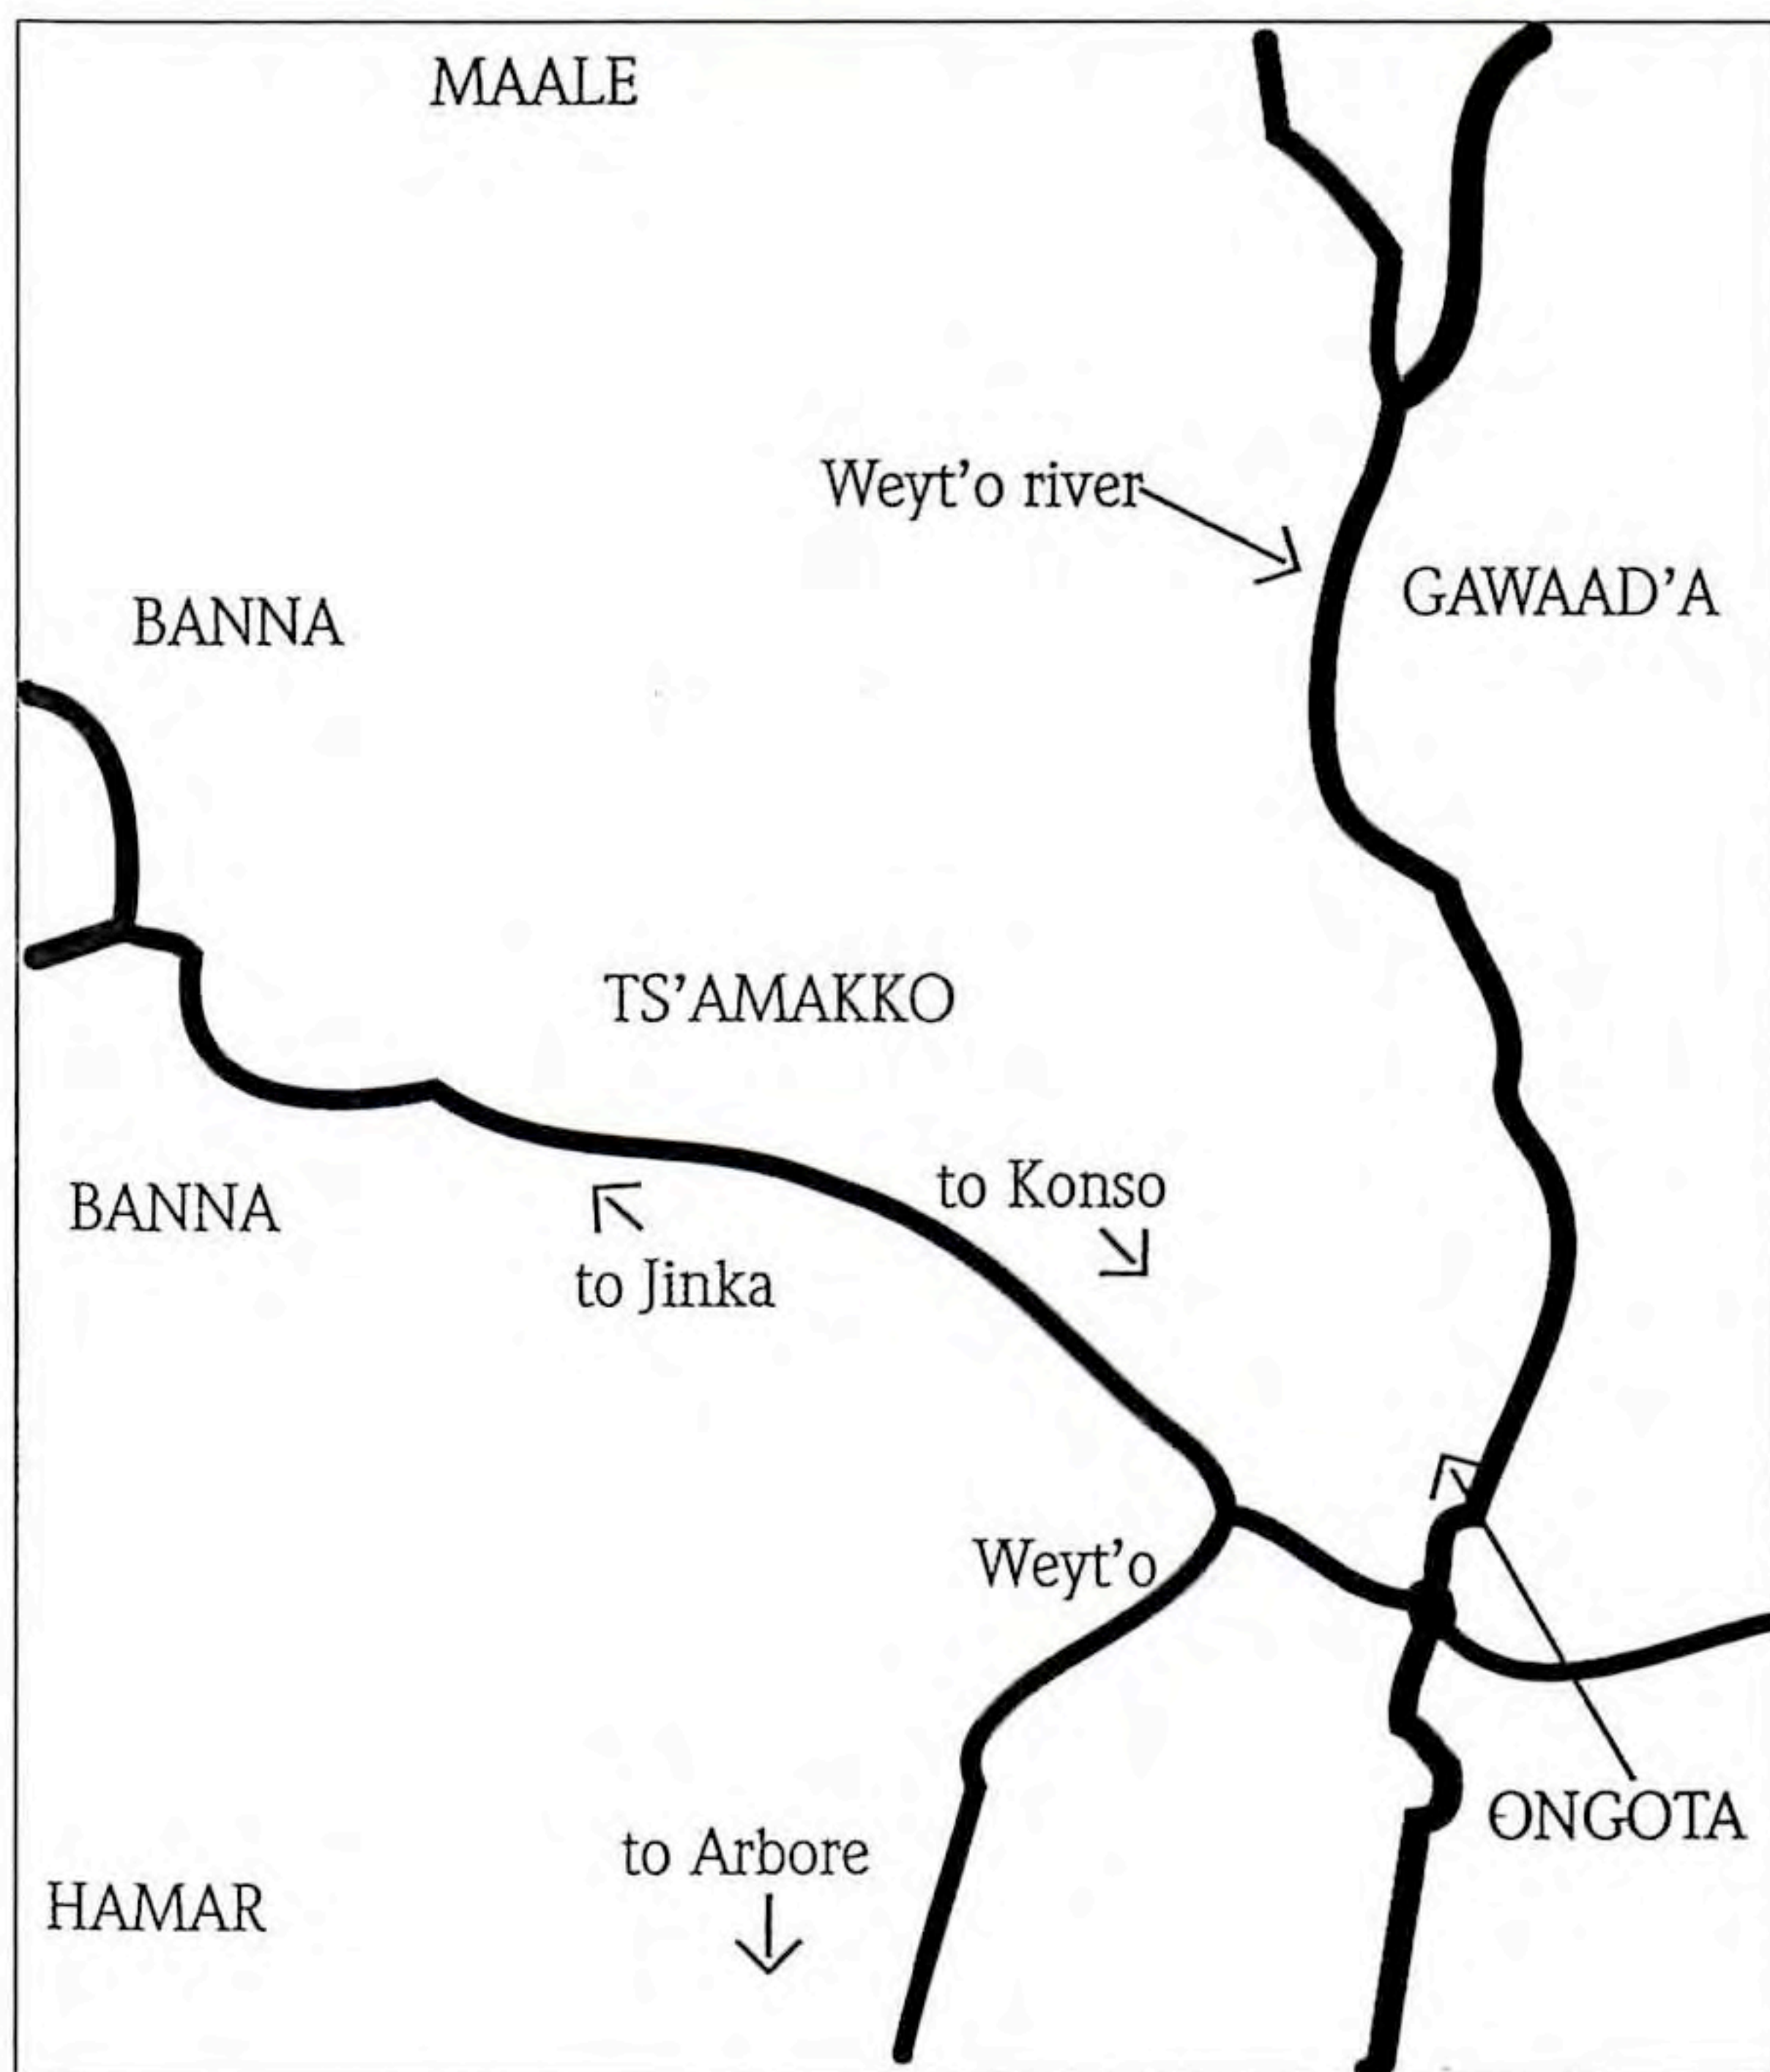 MAALE
Weyt’o river
GAWAAD’A
BANNA
TS’AMAKKO
to Konso
BANNA
to Jinka
Weyt’o
ONGOTA
to Arbore
HAMAR